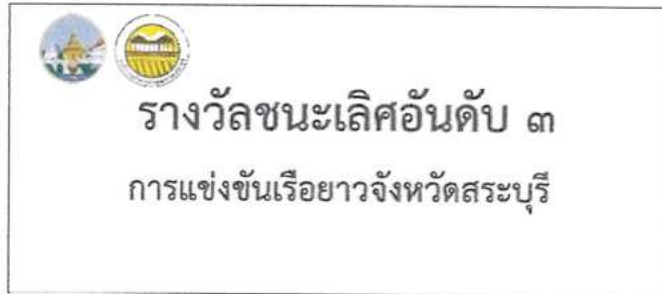 รางวัลชนะเลิศอันดับ ๓
การแข่งขันเรือยาวจังหวัดสระบุรี